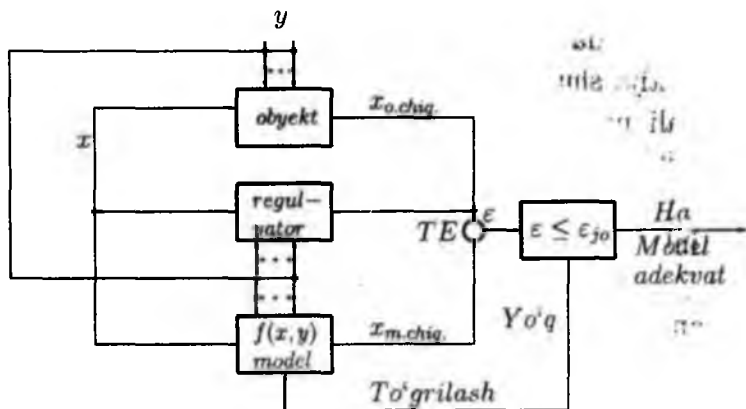 y
obyekt
x_{o.chiq.}
x
regul-
yator
TE
ε
ε ≤ ε_{jo}
Ha
Model
adekvat
f(x, y)
model
x_{m.chiq.}
Yo'q
To'grilash